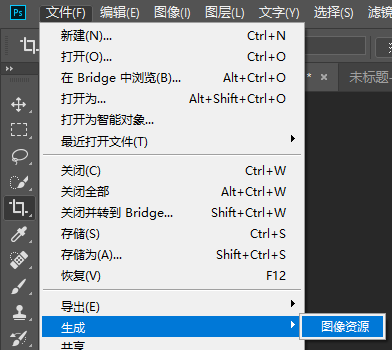 Ps 文件(F) 编辑(E) 图像(I) 图层(L) 文字(Y) 选择(S)
新建(N)... Ctrl+N
打开(O)... Ctrl+O
在 Bridge 中浏览(B)... Alt+Ctrl+O
打开为... Alt+Shift+Ctrl+O
打开为智能对象...
最近打开文件(T)
* × 未标题-
关闭(C) Ctrl+W
关闭全部 Alt+Ctrl+W
关闭并转到 Bridge... Shift+Ctrl+W
存储(S) Ctrl+S
存储为(A)... Shift+Ctrl+S
恢复(V) F12
导出(E)
生成
图像资源
共享